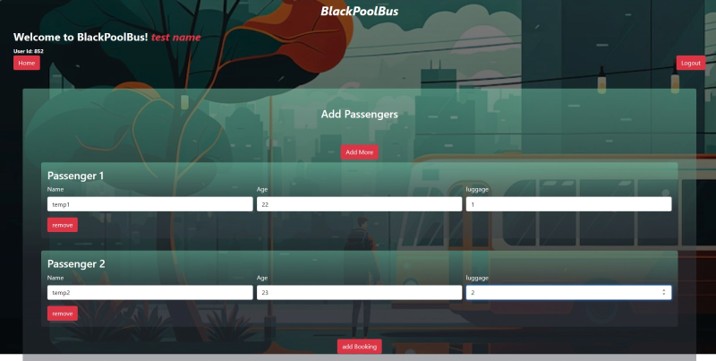 BlackPoolBus
Welcome to BlackPoolBus! test name
User Id: 852
Home
Logout
Add Passengers
Add More
Passenger 1
Name Age luggage
temp1 22 1
remove
Passenger 2
Name Age luggage
temp2 23 2
remove
add Booking